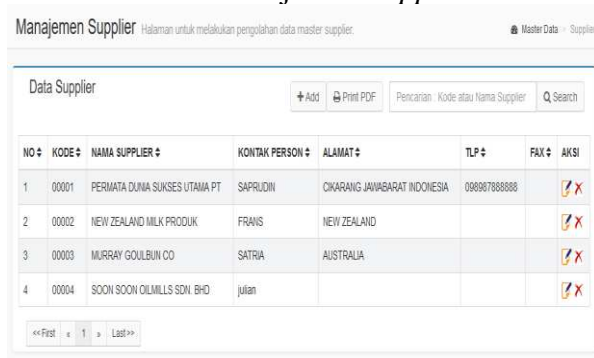 Manajemen Supplier Halaman untuk melakukan pengolahan data master supplier. Master Data > Supplier
Data Supplier +Add Print PDF Pencarian : Kode atau Nama Supplier Search
NO KODE NAMA SUPPLIER KONTAK PERSON ALAMAT TLP FAX AKSI
1 00001 PERMATA DUNIA SUKSES UTAMA PT SAPRUDIN CIKARANG JAWABARAT INDONESIA 098987888888
2 00002 NEW ZEALAND MILK PRODUK FRANS NEW ZEALAND
3 00003 MURRAY GOULBUN CO SATRIA AUSTRALIA
4 00004 SOON SOON OILMILLS SDN. BHD julian
<<First « 1 » Last>>